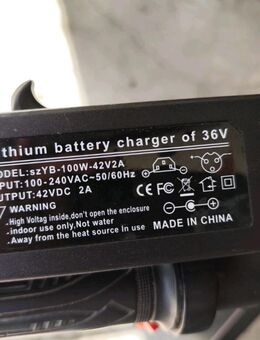 ithium battery charger of 36V
ODEL:szYB-100W-42V2A
PUT:100-240VAC~50/60Hz
UTPUT:42VDC 2A
WARNING
High Voltag inside,don't open the enclosure
indoor use only,Not water
Away from the heat source In use
CE FC
MADE IN CHINA